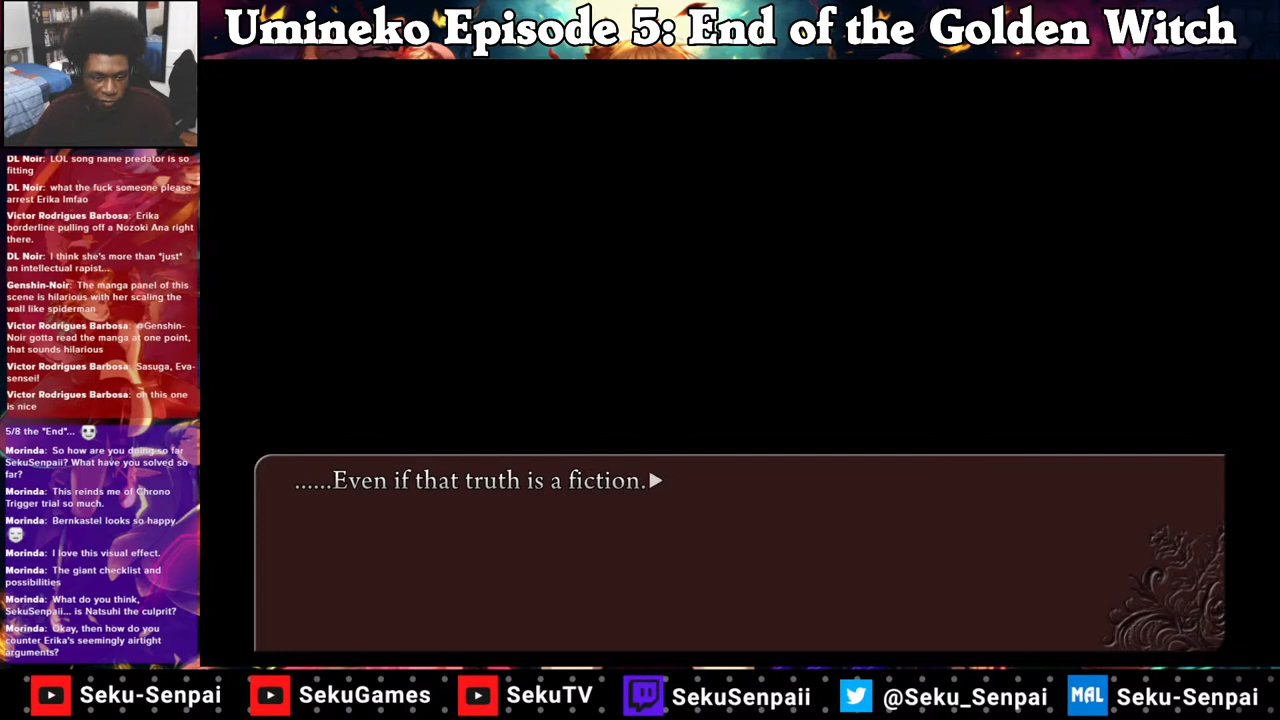 Umineko Episode 5: End of the Golden Witch
DL Noir: LOL song name predator is so
fitting
DL Noir: what the fuck someone please
arrest Erika lmfao
Victor Rodrigues Barbosa: Erika
borderline pulling off a Nozoki Ana right
there.
DL Noir: I think she's more than *just*
an intellectual rapist...
Genshin-Noir: The manga panel of this
scene is hilarious with her scaling the
wall like spiderman
Victor Rodrigues Barbosa: @Genshin-
Noir gotta read the manga at one point,
that sounds hilarious
Victor Rodrigues Barbosa: Sasuga, Eva-
sensei!
Victor Rodrigues Barbosa: oh this one
is nice
5/8 the "End"...
Morinda: So how are you doing so far
SekuSenpaii? What have you solved so
far?
Morinda: This reinds me of Chrono
Trigger trial so much.
Morinda: Bernkastel looks so happy.
Morinda: I love this visual effect.
Morinda: The giant checklist and
possibilities
Morinda: What do you think,
SekuSenpaii... is Natsuhi the culprit?
Morinda: Okay, then how do you
counter Erika's seemingly airtight
arguments?
......Even if that truth is a fiction.
Seku-Senpai
SekuGames
SekuTV
SekuSenpaii
@Seku_Senpai
MAL
Seku-Senpai